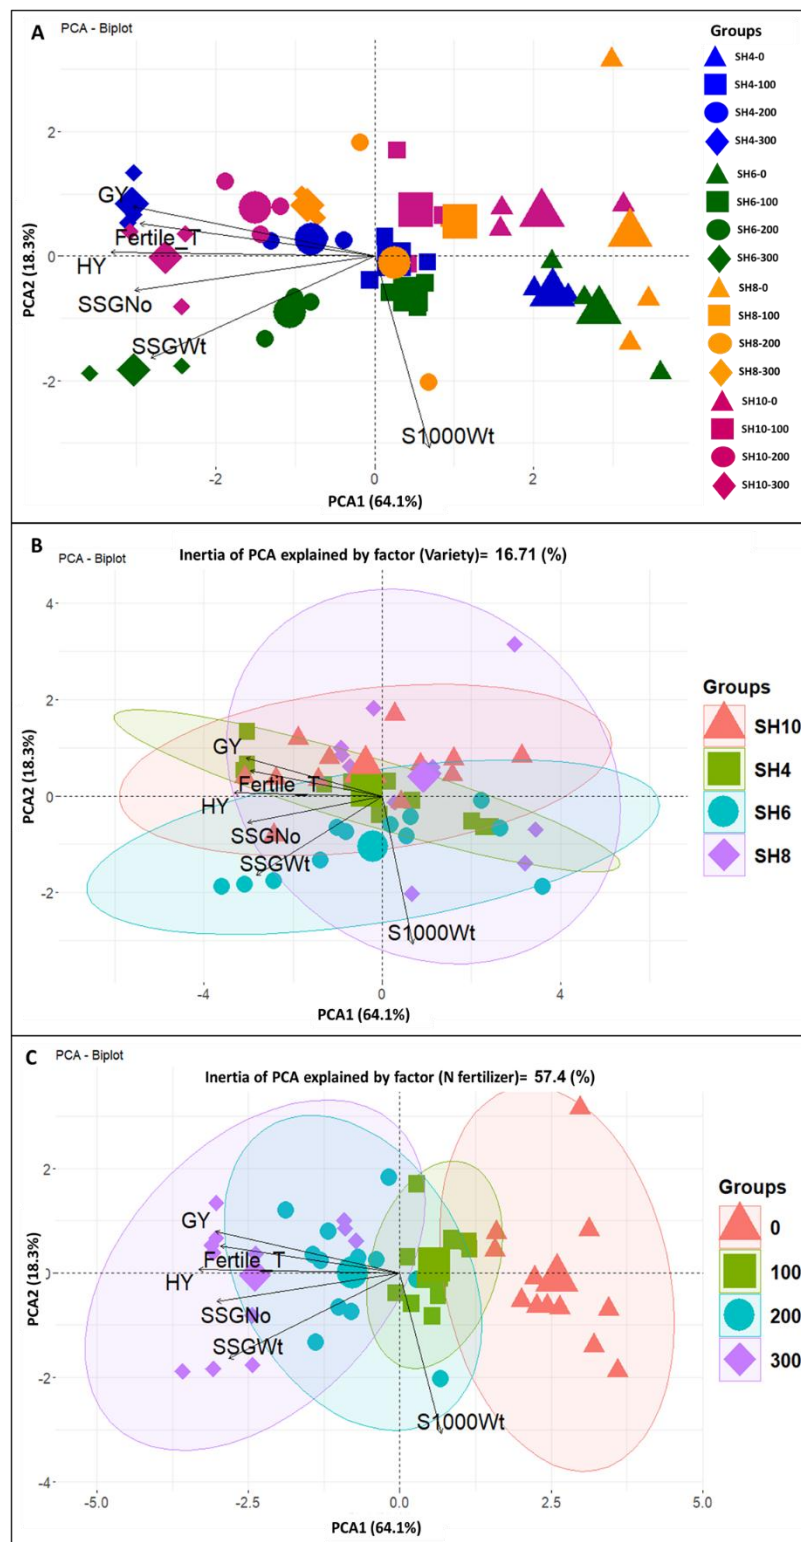 A
PCA - Biplot
Groups
SH4-0
SH4-100
SH4-200
SH4-300
SH6-0
SH6-100
SH6-200
SH6-300
SH8-0
SH8-100
SH8-200
SH8-300
SH10-0
SH10-100
SH10-200
SH10-300
PCA2 (18.3%)
2
0
-2
GY
Fertile_T
HY
SSGNo
SSGWt
S1000Wt
-2
0
2
PCA1 (64.1%)
B
PCA - Biplot
Inertia of PCA explained by factor (Variety)= 16.71 (%)
PCA2 (18.3%)
4
2
0
-2
GY
Fertile_T
HY
SSGNo
SSGWt
S1000Wt
-4
0
4
PCA1 (64.1%)
Groups
SH10
SH4
SH6
SH8
C
PCA - Biplot
Inertia of PCA explained by factor (N fertilizer)= 57.4 (%)
PCA2 (18.3%)
2
0
-2
-4
GY
Fertile_T
HY
SSGNo
SSGWt
S1000Wt
-5.0
-2.5
0.0
2.5
5.0
PCA1 (64.1%)
Groups
0
100
200
300